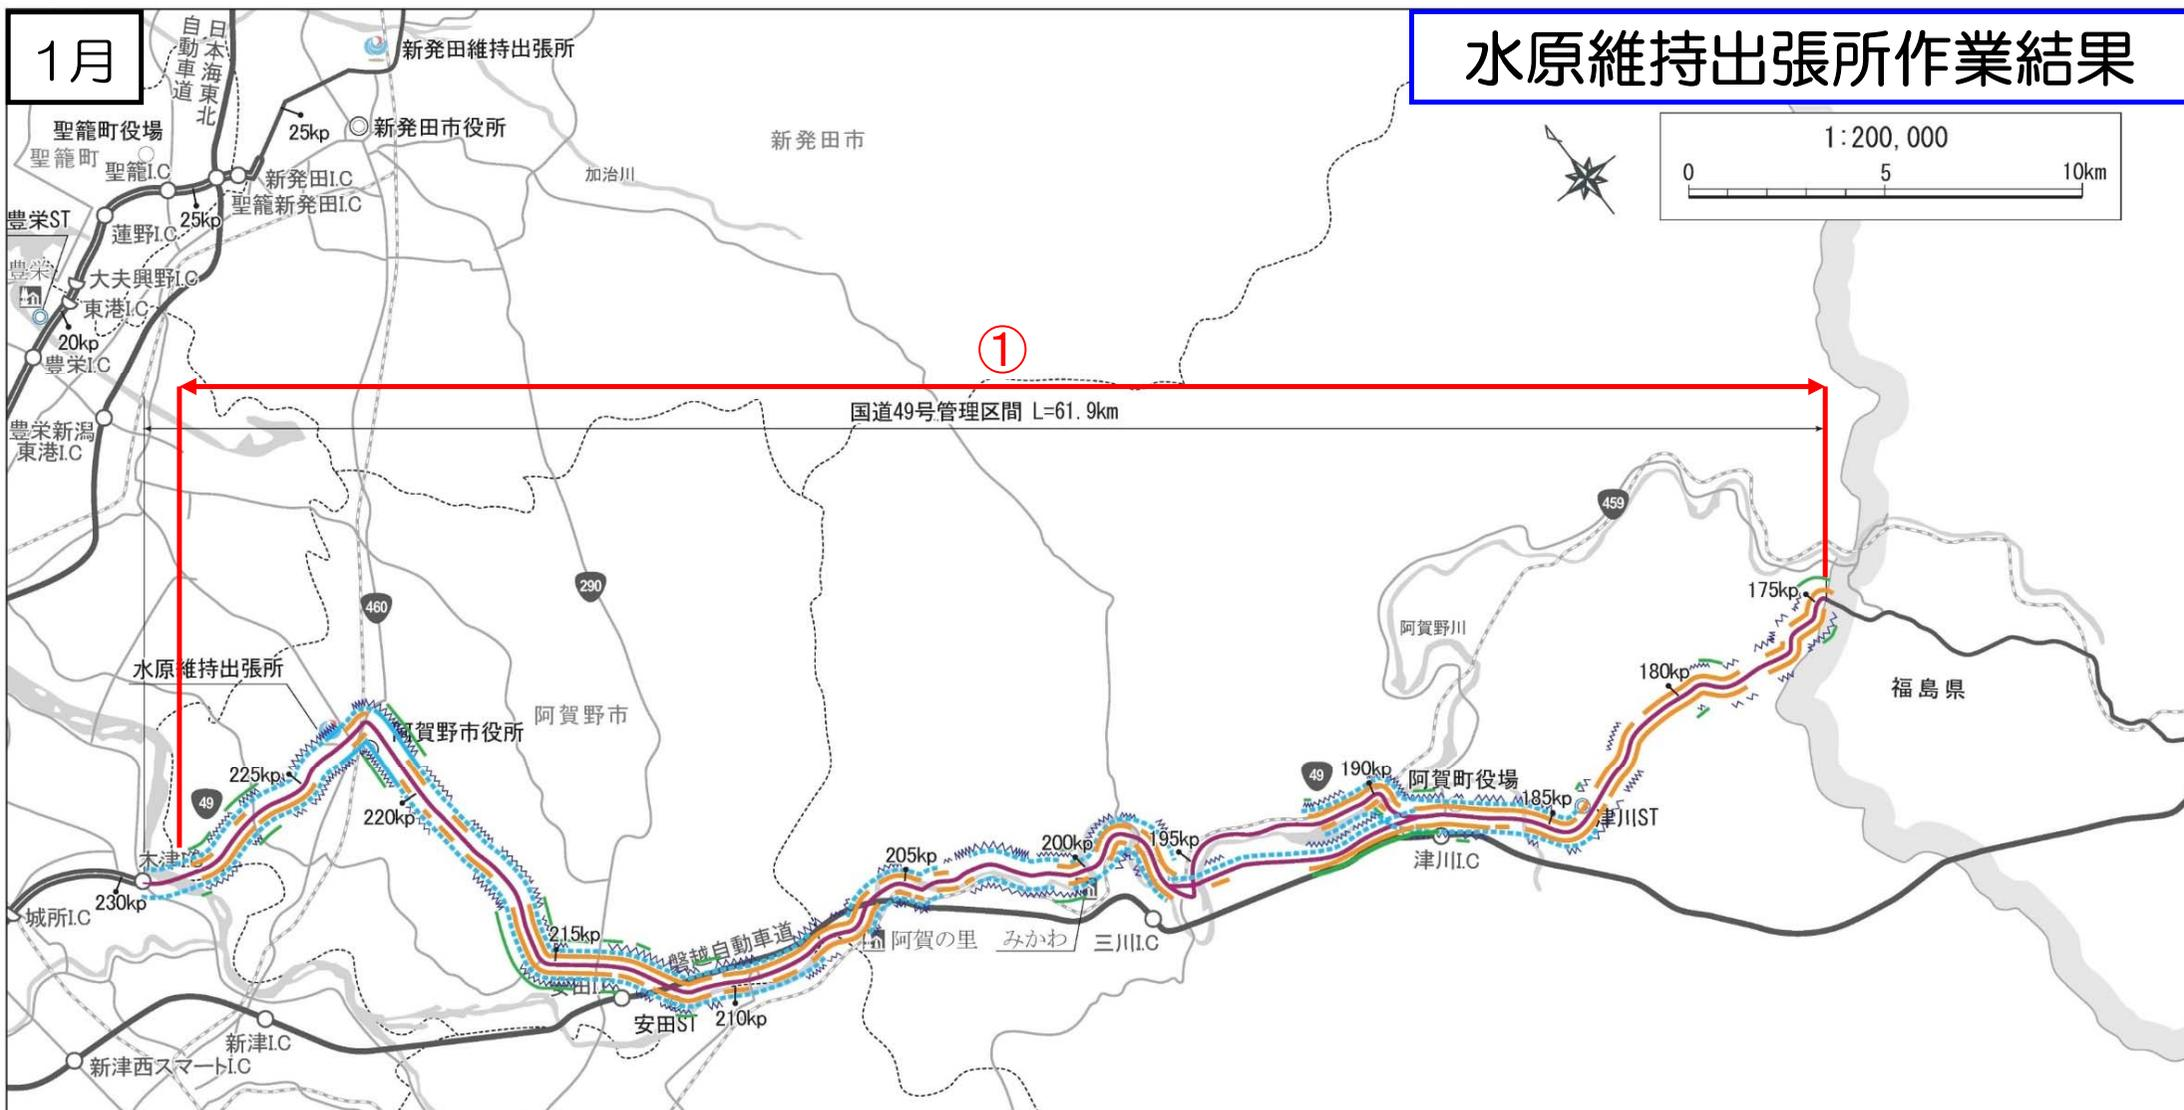 1月
水原維持出張所作業結果
日本海東北
自動車道
新発田維持出張所
25kp
新発田市役所
新発田市
1:200,000
0 5 10km
聖籠町役場
聖籠町
聖籠I.C
新発田I.C
聖籠新発田I.C
加治川
25kp
豊栄ST
蓮野I.C
豊栄
大夫興野I.C
東港I.C
20kp
豊栄I.C
①
国道49号管理区間 L=61.9km
豊栄新潟
東港I.C
459
290
460
175kp
阿賀野川
水原維持出張所
180kp
福島県
阿賀野市
阿賀野市役所
225kp
49
220kp
49
190kp
阿賀町役場
185kp
津川ST
木津I.C
205kp
200kp
195kp
津川I.C
230kp
城所I.C
215kp
磐越自動車道
阿賀の里
みかわ
三川I.C
安田I.C
安田ST
210kp
新津I.C
新津西スマートI.C